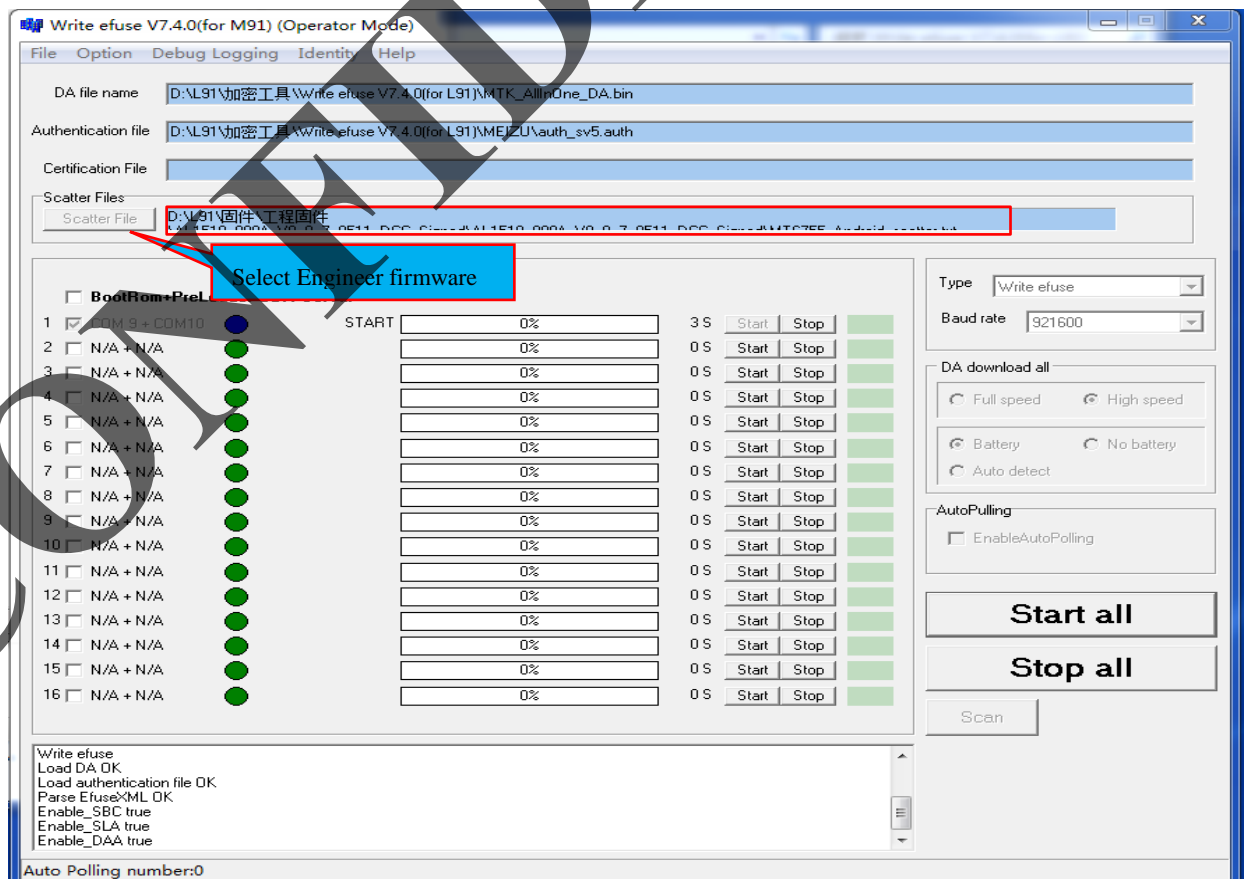 Write efuse V7.4.0(for M91) (Operator Mode)
File Option Debug Logging Identity Help
DA file name D:\L91\加密工具\Write efuse V7.4.0(for L91)\MTK_AllInOne_DA.bin
Authentication file D:\L91\加密工具\Write efuse V7.4.0(for L91)\MEIZU\auth_sv5.auth
Certification File
Scatter Files
Scatter File D:\L91\固件\工程固件
Select Engineer firmware
BootRom+PreL
1 COM 9 + COM10 START 0% 3 S Start Stop
2 N/A + N/A 0% 0 S Start Stop
3 N/A + N/A 0% 0 S Start Stop
4 N/A + N/A 0% 0 S Start Stop
5 N/A + N/A 0% 0 S Start Stop
6 N/A + N/A 0% 0 S Start Stop
7 N/A + N/A 0% 0 S Start Stop
8 N/A + N/A 0% 0 S Start Stop
9 N/A + N/A 0% 0 S Start Stop
10 N/A + N/A 0% 0 S Start Stop
11 N/A + N/A 0% 0 S Start Stop
12 N/A + N/A 0% 0 S Start Stop
13 N/A + N/A 0% 0 S Start Stop
14 N/A + N/A 0% 0 S Start Stop
15 N/A + N/A 0% 0 S Start Stop
16 N/A + N/A 0% 0 S Start Stop
Type Write efuse
Baud rate 921600
DA download all
Full speed High speed
Battery No battery
Auto detect
AutoPulling
EnableAutoPolling
Start all
Stop all
Scan
Write efuse
Load DA OK
Load authentication file OK
Parse EfuseXML OK
Enable_SBC true
Enable_SLA true
Enable_DAA true
Auto Polling number:0
CONFID